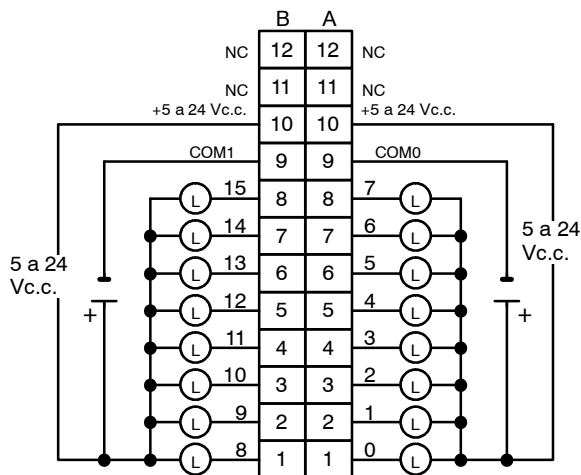 B A
NC 12 12 NC
NC 11 11 NC
+5 a 24 Vc.c. 10 10 +5 a 24 Vc.c.
COM1 9 9 COM0
L 15 8 8 7 L
L 14 7 7 6 L
L 13 6 6 5 L
L 12 5 5 4 L
L 11 4 4 3 L
L 10 3 3 2 L
L 9 2 2 1 L
L 8 1 1 0 L
5 a 24
Vc.c.
+
5 a 24
Vc.c.
+